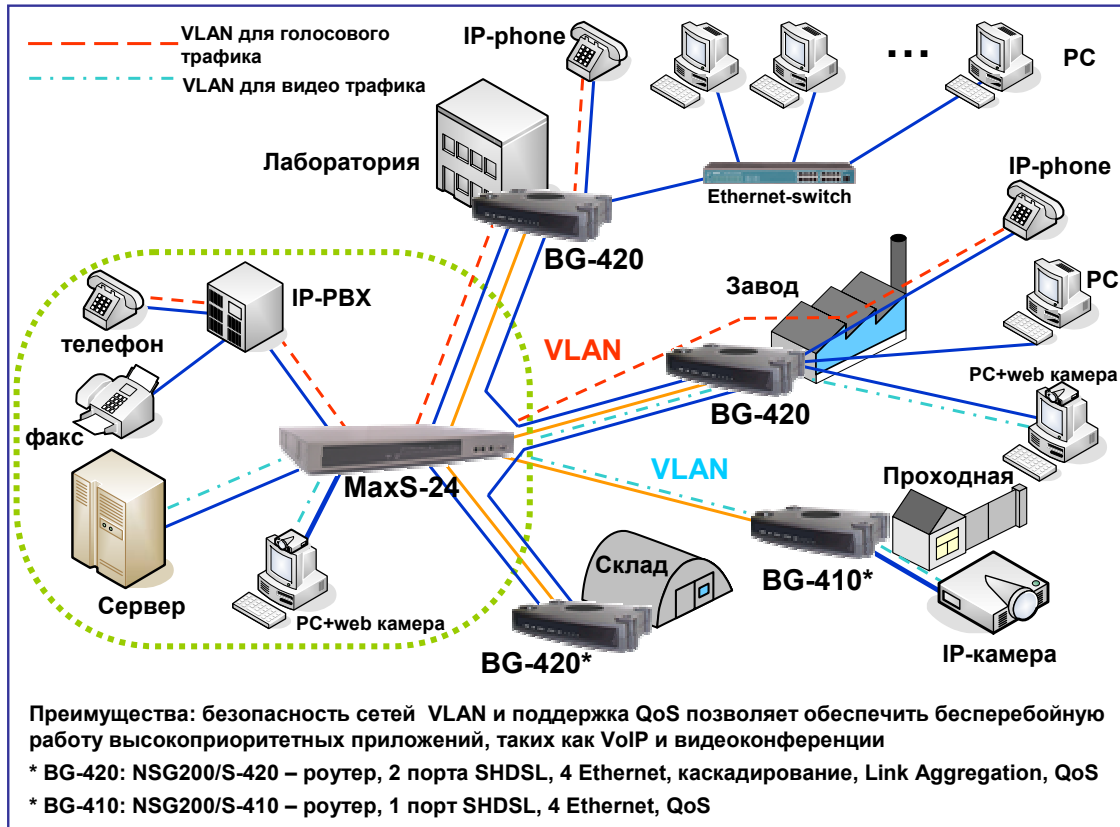 VLAN для голосового
трафика
VLAN для видео трафика
IP-phone
...
PC
Лаборатория
Ethernet-switch
IP-phone
BG-420
Завод
PC
IP-PBX
телефон
VLAN
PC+web камера
BG-420
факс
MaxS-24
VLAN
Проходная
Склад
BG-410*
Сервер
PC+web камера
BG-420*
IP-камера
Преимущества: безопасность сетей VLAN и поддержка QoS позволяет обеспечить бесперебойную
работу высокоприоритетных приложений, таких как VoIP и видеоконференции
* BG-420: NSG200/S-420 – роутер, 2 порта SHDSL, 4 Ethernet, каскадирование, Link Aggregation, QoS
* BG-410: NSG200/S-410 – роутер, 1 порт SHDSL, 4 Ethernet, QoS